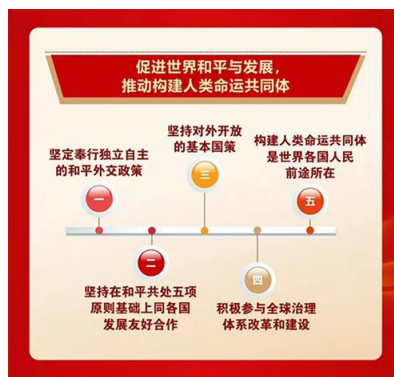 促进世界和平与发展，
推动构建人类命运共同体
坚定奉行独立自主
的和平外交政策
一
二
坚持在和平共处五项
原则基础上同各国
发展友好合作
坚持对外开放
的基本国策
三
四
积极参与全球治理
体系改革和建设
构建人类命运共同体
是世界各国人民
前途所在
五